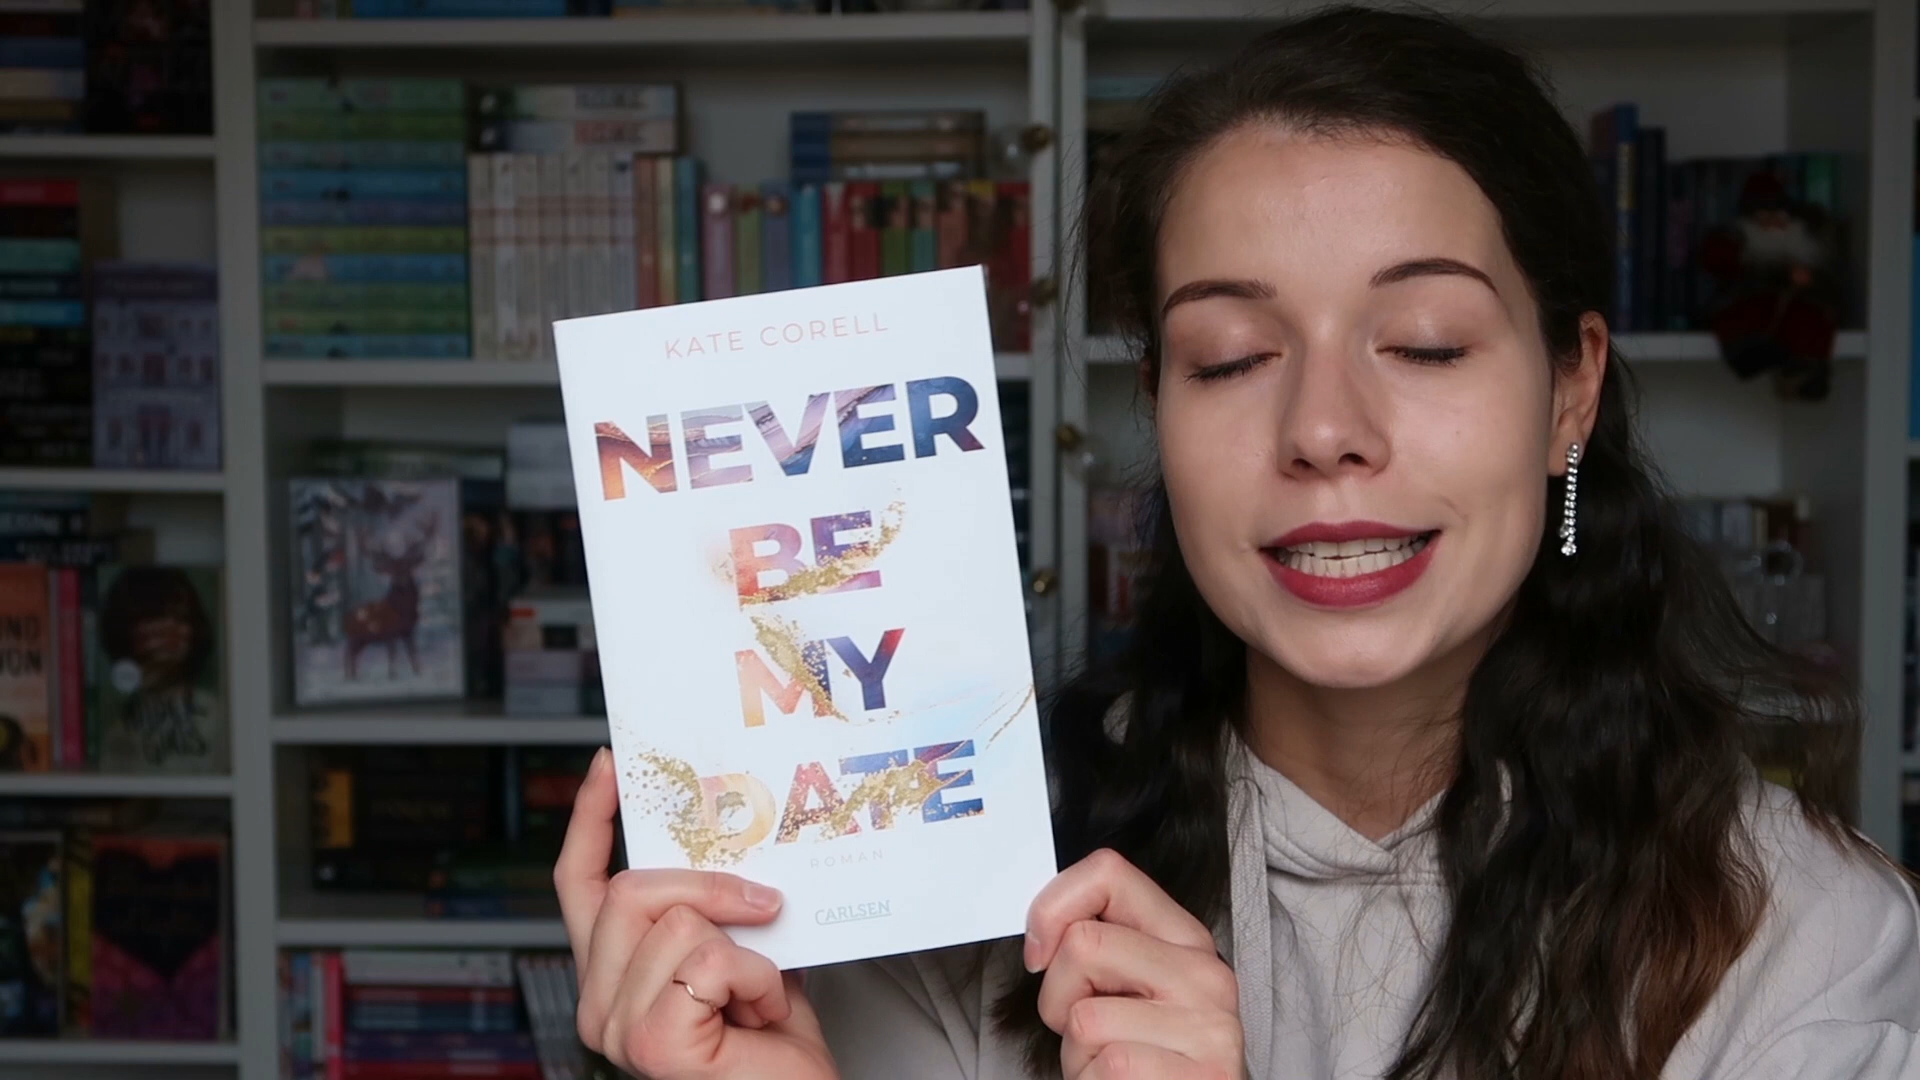 KATE CORELL
NEVER
BE
MY
DATE
ROMAN
CARLSEN